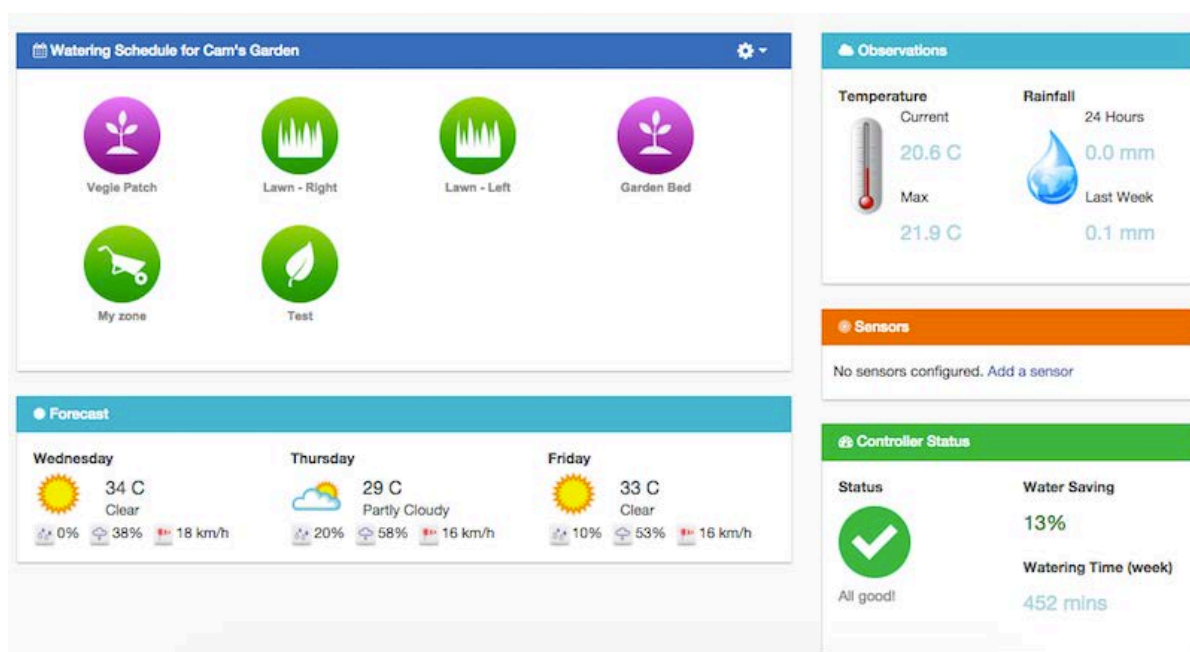 Watering Schedule for Cam's Garden
Vegie Patch
Lawn - Right
Lawn - Left
Garden Bed
My zone
Test
Forecast
Wednesday
34 C
Clear
0% 38% 18 km/h
Thursday
29 C
Partly Cloudy
20% 58% 16 km/h
Friday
33 C
Clear
10% 53% 16 km/h
Observations
Temperature
Current
20.6 C
Max
21.9 C
Rainfall
24 Hours
0.0 mm
Last Week
0.1 mm
Sensors
No sensors configured. Add a sensor
Controller Status
Status
All good!
Water Saving
13%
Watering Time (week)
452 mins